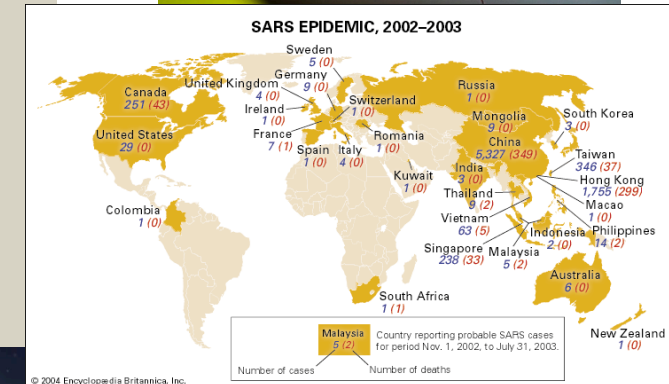 SARS EPIDEMIC, 2002–2003
Sweden
5 (0)
Germany
9 (0)
United Kingdom
4 (0)
Canada
251 (43)
Ireland
1 (0)
Switzerland
1 (0)
Russia
1 (0)
United States
29 (0)
France
7 (1)
Spain
1 (0)
Italy
4 (0)
Romania
1 (0)
Mongolia
9 (0)
China
5,327 (349)
South Korea
3 (0)
Taiwan
346 (37)
Kuwait
1 (0)
India
3 (0)
Hong Kong
1,755 (299)
Thailand
9 (2)
Macao
1 (0)
Colombia
1 (0)
Vietnam
63 (5)
Philippines
14 (2)
Indonesia
2 (0)
Singapore
238 (33)
Malaysia
5 (2)
Australia
6 (0)
South Africa
1 (1)
New Zealand
1 (0)
Malaysia
5 (2)
Country reporting probable SARS cases
for period Nov. 1, 2002, to July 31, 2003.
Number of cases
Number of deaths
© 2004 Encyclopædia Britannica, Inc.